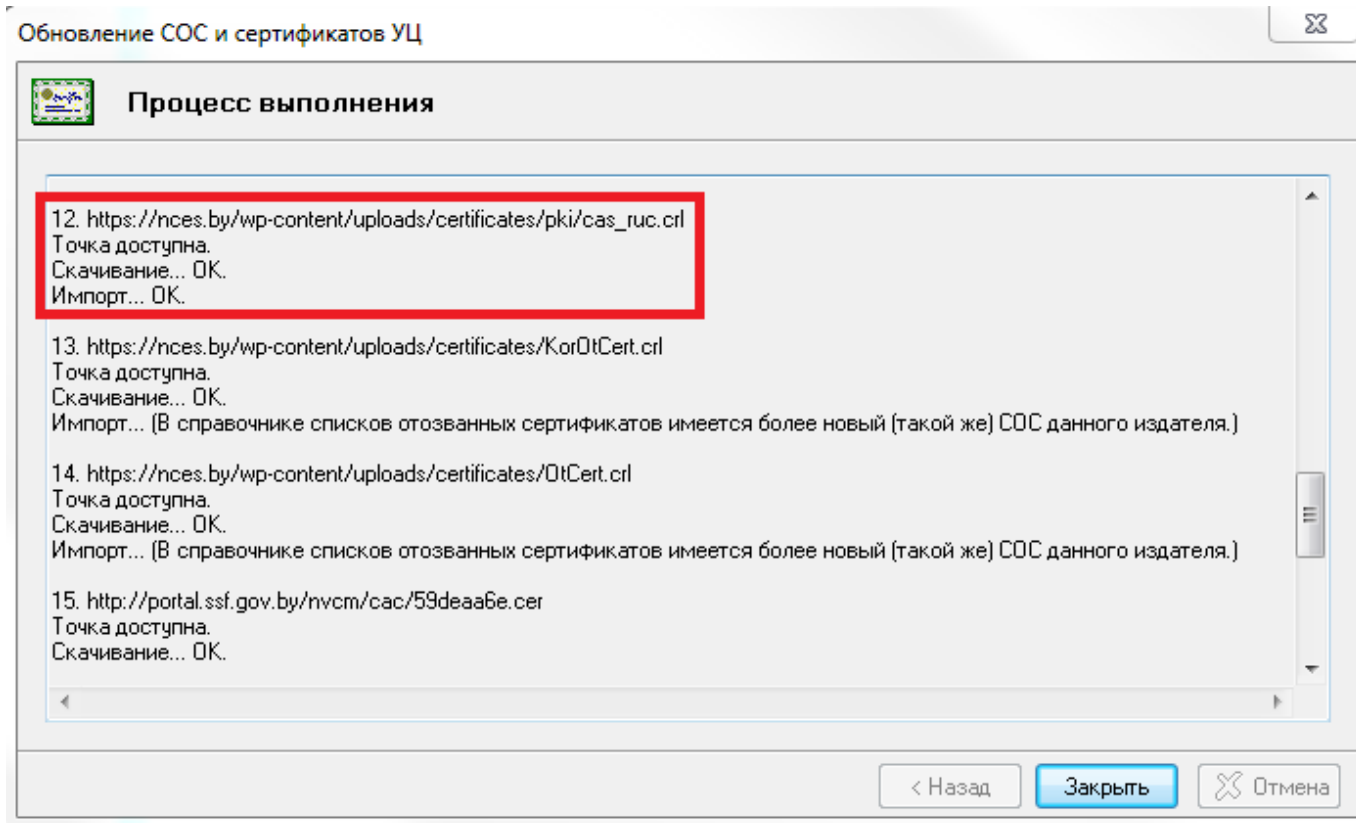 Обновление СОС и сертификатов УЦ
Процесс выполнения
12. https://nces.by/wp-content/uploads/certificates/pki/cas_ruc.crl
Точка доступна.
Скачивание... OK.
Импорт... OK.
13. https://nces.by/wp-content/uploads/certificates/KorOtCert.crl
Точка доступна.
Скачивание... OK.
Импорт... (В справочнике списков отозванных сертификатов имеется более новый (такой же) СОС данного издателя.)
14. https://nces.by/wp-content/uploads/certificates/OtCert.crl
Точка доступна.
Скачивание... OK.
Импорт... (В справочнике списков отозванных сертификатов имеется более новый (такой же) СОС данного издателя.)
15. http://portal.ssf.gov.by/nvcm/cac/59deaa6e.cer
Точка доступна.
Скачивание... OK.
< Назад Закрыть Отмена